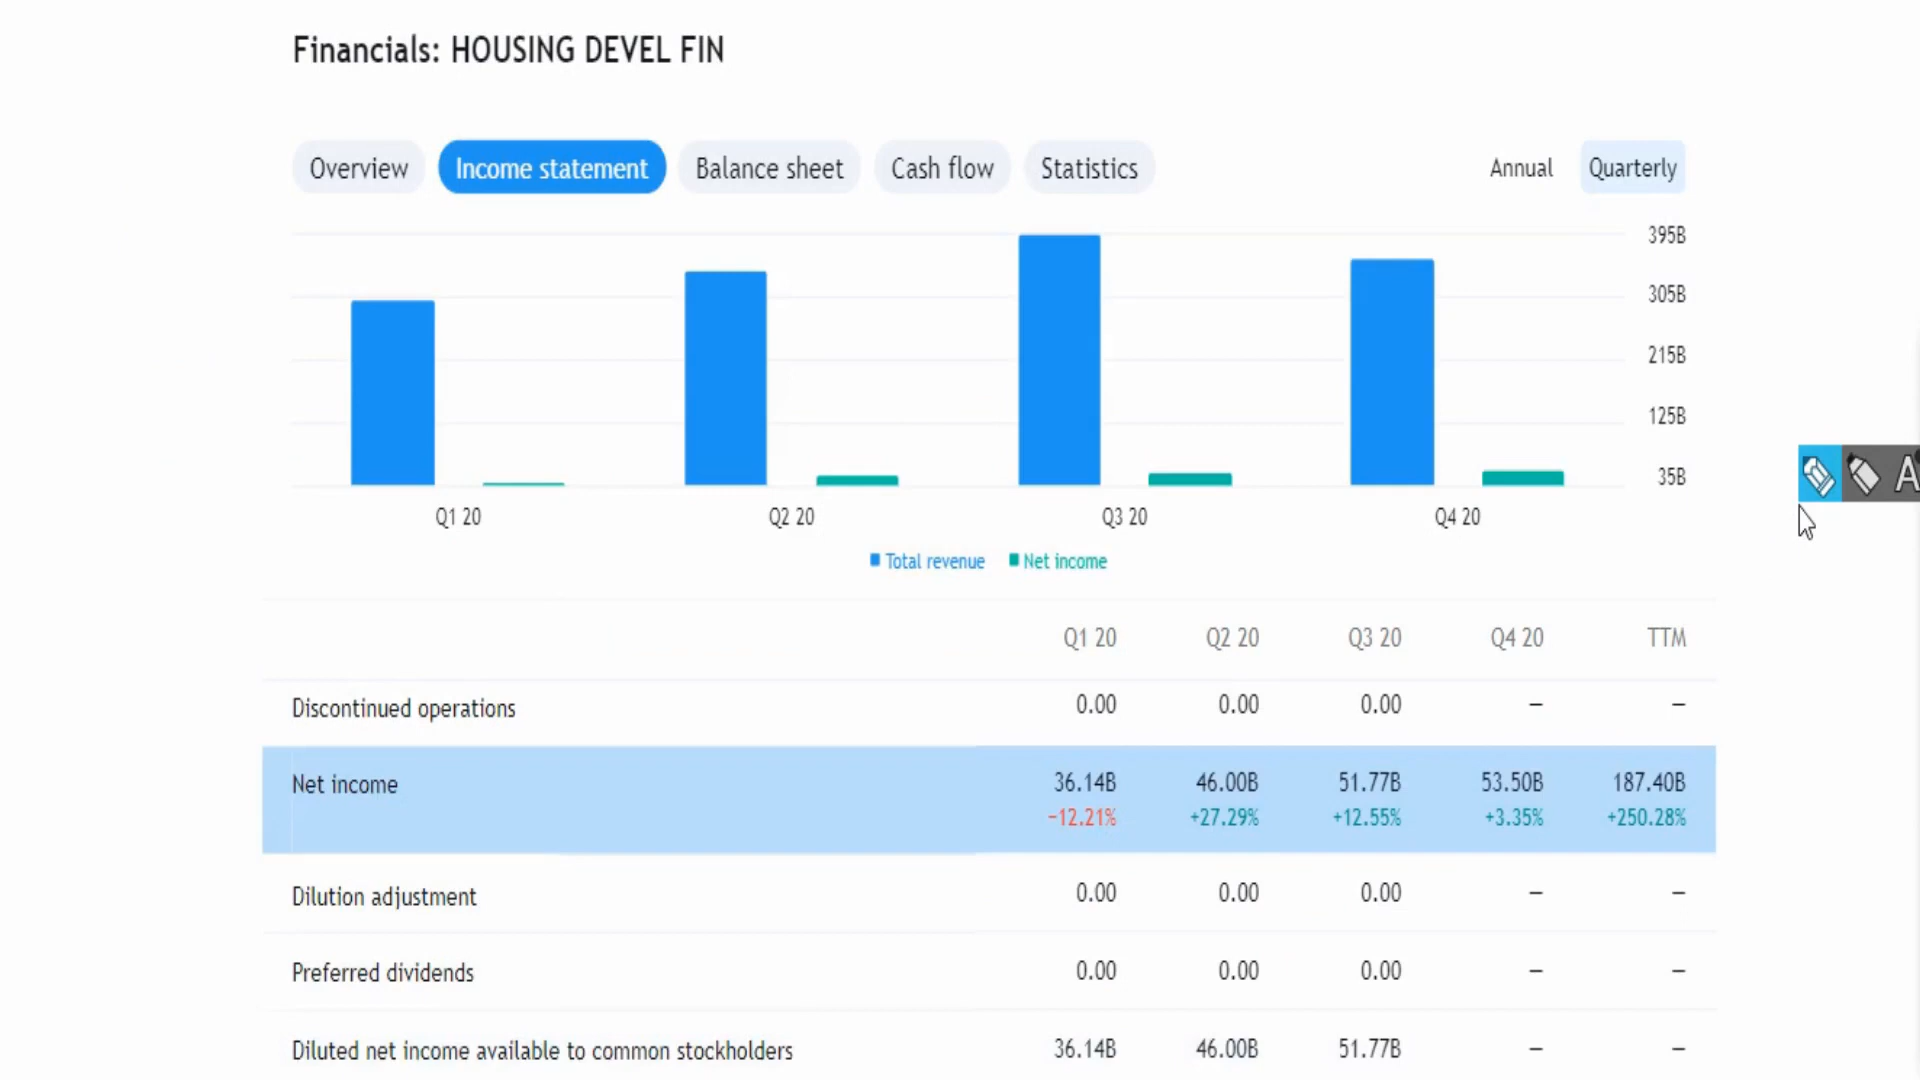 Financials: HOUSING DEVEL FIN
Overview Income statement Balance sheet Cash flow Statistics Annual Quarterly
395B
305B
215B
125B
35B
Q1 20 Q2 20 Q3 20 Q4 20
Total revenue Net income
Q1 20 Q2 20 Q3 20 Q4 20 TTM
Discontinued operations 0.00 0.00 0.00 — —
Net income 36.14B 46.00B 51.77B 53.50B 187.40B
−12.21% +27.29% +12.55% +3.35% +250.28%
Dilution adjustment 0.00 0.00 0.00 — —
Preferred dividends 0.00 0.00 0.00 — —
Diluted net income available to common stockholders 36.14B 46.00B 51.77B — —
A